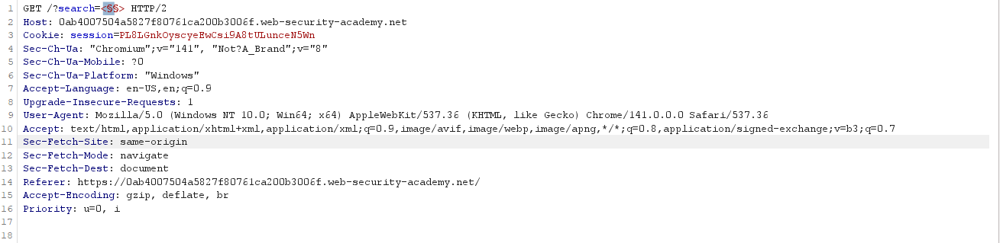 1 GET /?search=<§§> HTTP/2
2 Host: 0ab4007504a5827f80761ca200b3006f.web-security-academy.net
3 Cookie: session=PL8LGnkOyscyeEwCsi9A8tULunceN5Wn
4 Sec-Ch-Ua: "Chromium";v="141", "Not?A_Brand";v="8"
5 Sec-Ch-Ua-Mobile: ?0
6 Sec-Ch-Ua-Platform: "Windows"
7 Accept-Language: en-US,en;q=0.9
8 Upgrade-Insecure-Requests: 1
9 User-Agent: Mozilla/5.0 (Windows NT 10.0; Win64; x64) AppleWebKit/537.36 (KHTML, like Gecko) Chrome/141.0.0.0 Safari/537.36
10 Accept: text/html,application/xhtml+xml,application/xml;q=0.9,image/avif,image/webp,image/apng,*/*;q=0.8,application/signed-exchange;v=b3;q=0.7
11 Sec-Fetch-Site: same-origin
12 Sec-Fetch-Mode: navigate
13 Sec-Fetch-Dest: document
14 Referer: https://0ab4007504a5827f80761ca200b3006f.web-security-academy.net/
15 Accept-Encoding: gzip, deflate, br
16 Priority: u=0, i
17
18